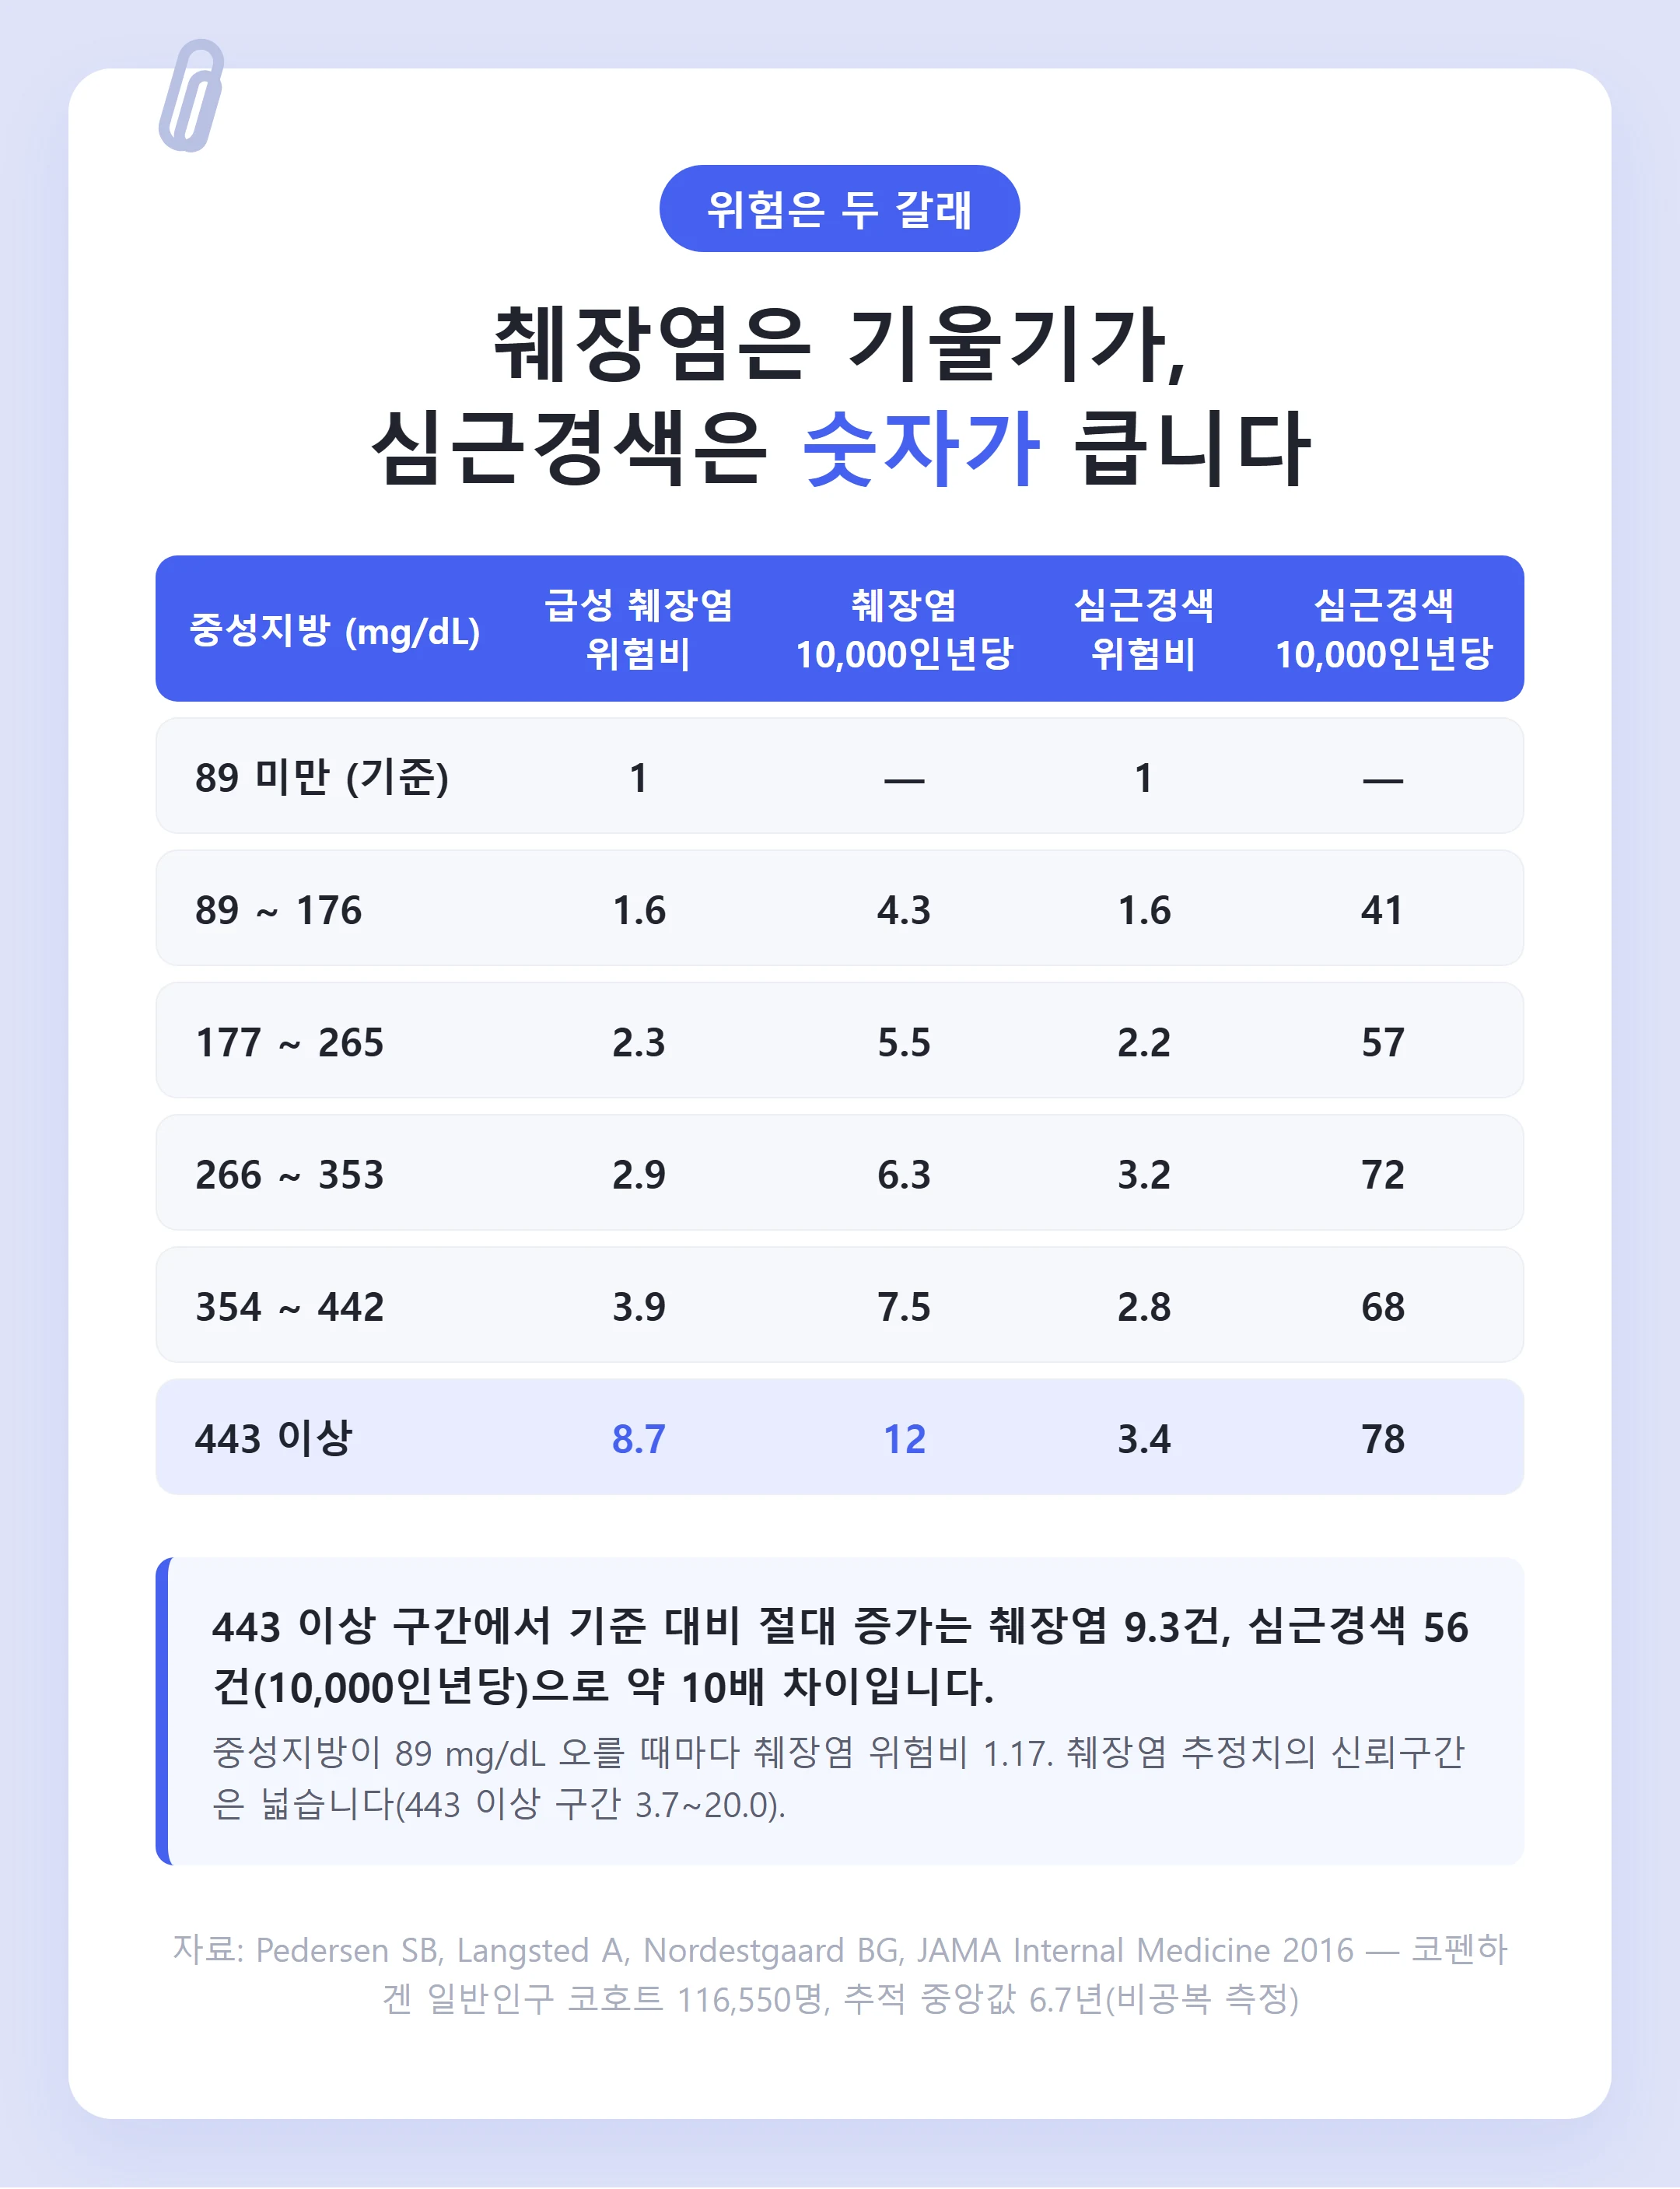 위험은 두 갈래
췌장염은 기울기가,
심근경색은 숫자가 큽니다
중성지방 (mg/dL) 급성 췌장염 위험비 췌장염 10,000인년당 심근경색 위험비 심근경색 10,000인년당
89 미만 (기준) 1 — 1 —
89 ~ 176 1.6 4.3 1.6 41
177 ~ 265 2.3 5.5 2.2 57
266 ~ 353 2.9 6.3 3.2 72
354 ~ 442 3.9 7.5 2.8 68
443 이상 8.7 12 3.4 78
443 이상 구간에서 기준 대비 절대 증가는 췌장염 9.3건, 심근경색 56
건(10,000인년당)으로 약 10배 차이입니다.
중성지방이 89 mg/dL 오를 때마다 췌장염 위험비 1.17. 췌장염 추정치의 신뢰구간
은 넓습니다(443 이상 구간 3.7~20.0).
자료: Pedersen SB, Langsted A, Nordestgaard BG, JAMA Internal Medicine 2016 — 코펜하
겐 일반인구 코호트 116,550명, 추적 중앙값 6.7년(비공복 측정)